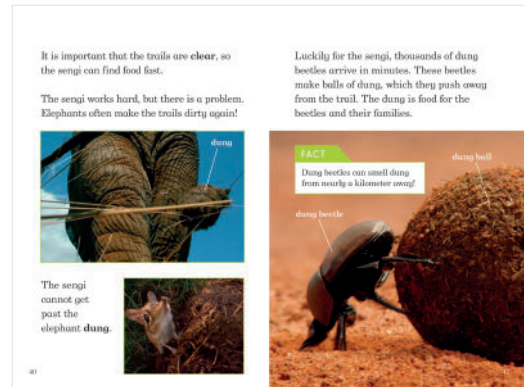 It is important that the trails are clear, so
the sengi can find food fast.
The sengi works hard, but there is a problem.
Elephants often make the trails dirty again!
dung
The sengi
cannot get
past the
elephant dung.
Luckily for the sengi, thousands of dung
beetles arrive in minutes. These beetles
make balls of dung, which they push away
from the trail. The dung is food for the
beetles and their families.
FACT
Dung beetles can smell dung
from nearly a kilometer away!
dung ball
dung beetle